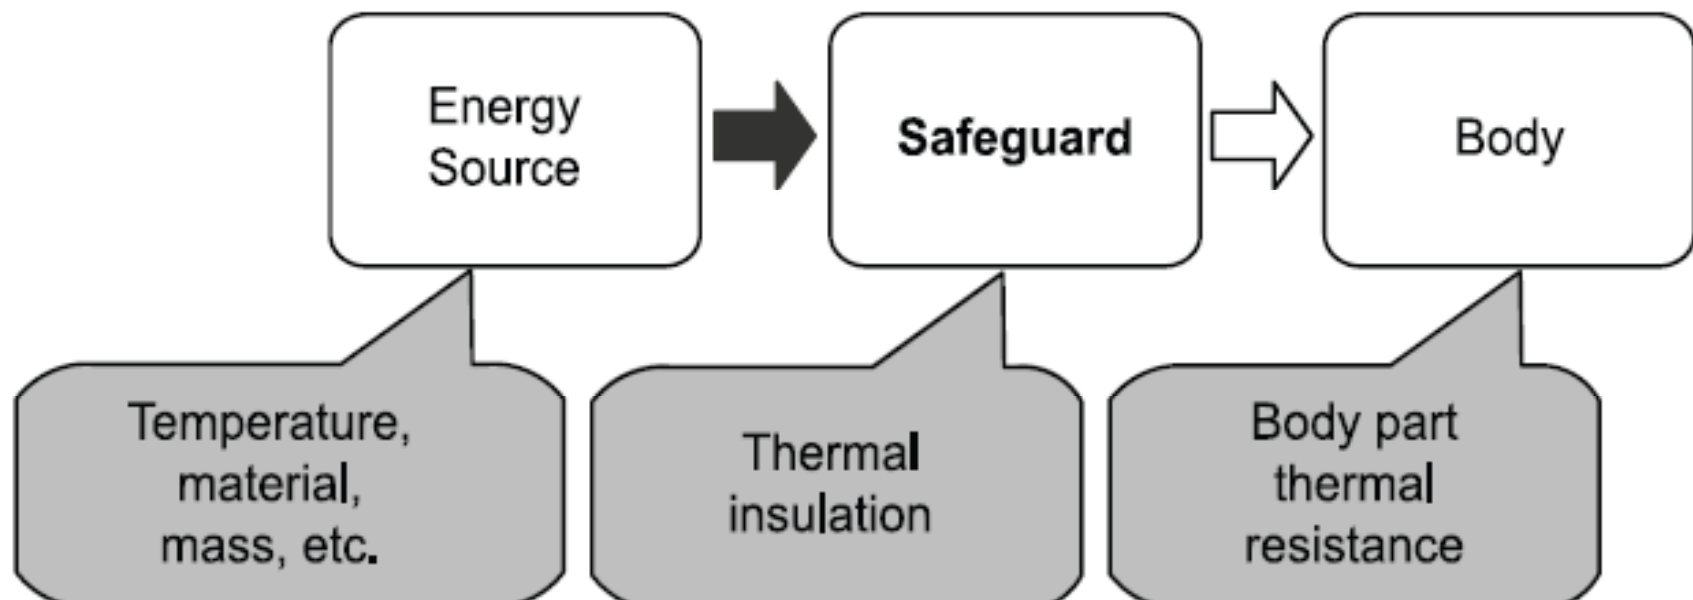 Energy
Source
Safeguard
Body
Temperature,
material,
mass, etc.
Thermal
insulation
Body part
thermal
resistance